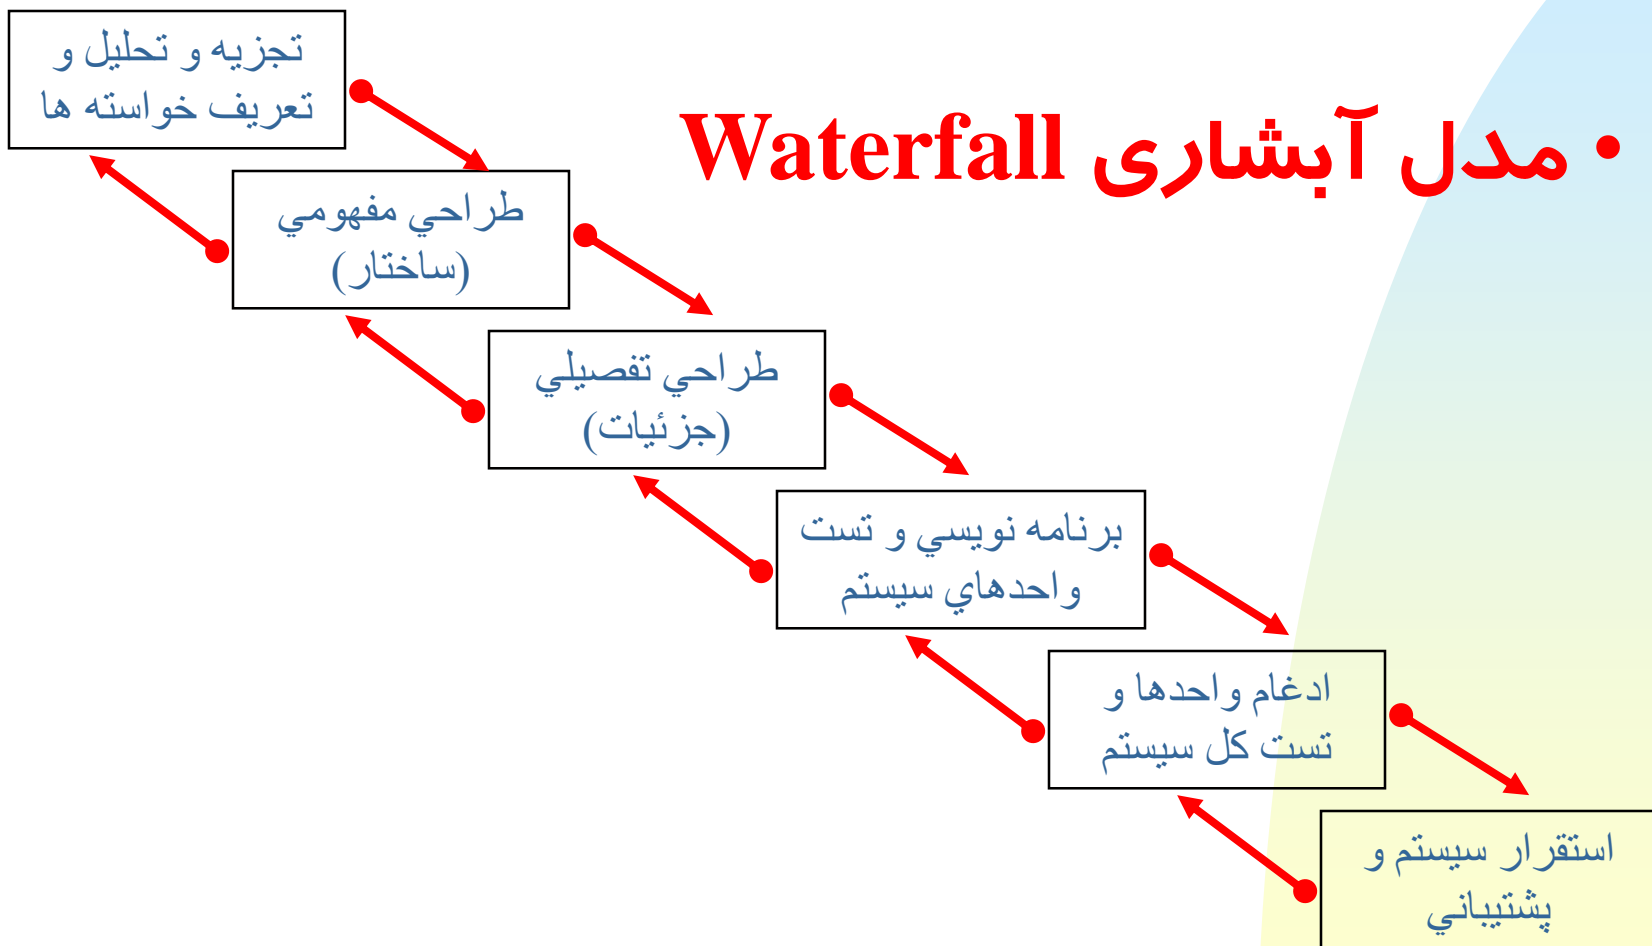 • مدل آبشاری Waterfall
تجزيه و تحليل و
تعريف خواسته ها
طراحي مفهومي
(ساختار)
طراحي تفصيلي
(جزئيات)
برنامه نويسي و تست
واحدهاي سيستم
ادغام واحدها و
تست كل سيستم
استقرار سيستم و
پشتيباني